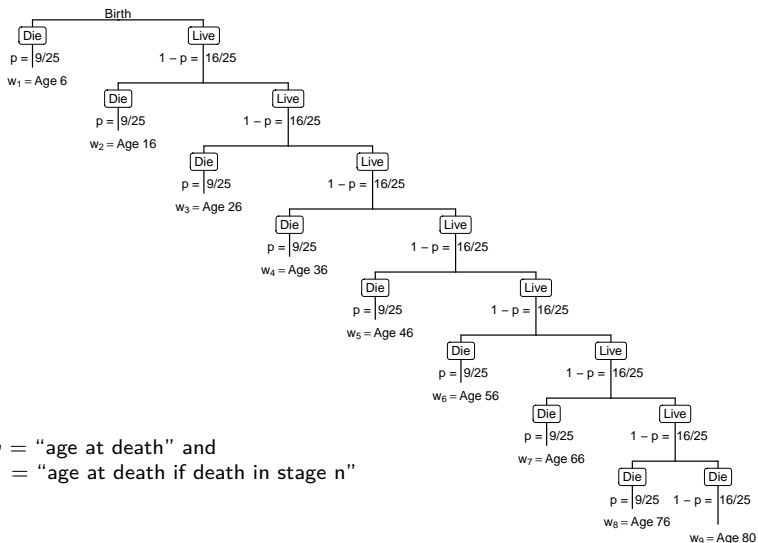 Birth
Die Live
p = 9/25 1 − p = 16/25
w₁ = Age 6
Die Live
p = 9/25 1 − p = 16/25
w₂ = Age 16
Die Live
p = 9/25 1 − p = 16/25
w₃ = Age 26
Die Live
p = 9/25 1 − p = 16/25
w₄ = Age 36
Die Live
p = 9/25 1 − p = 16/25
w₅ = Age 46
Die Live
p = 9/25 1 − p = 16/25
w₆ = Age 56
Die Live
p = 9/25 1 − p = 16/25
w₇ = Age 66
Die Die
p = 9/25 1 − p = 16/25
w₈ = Age 76
w₉ = Age 80
= “age at death” and
= “age at death if death in stage n”